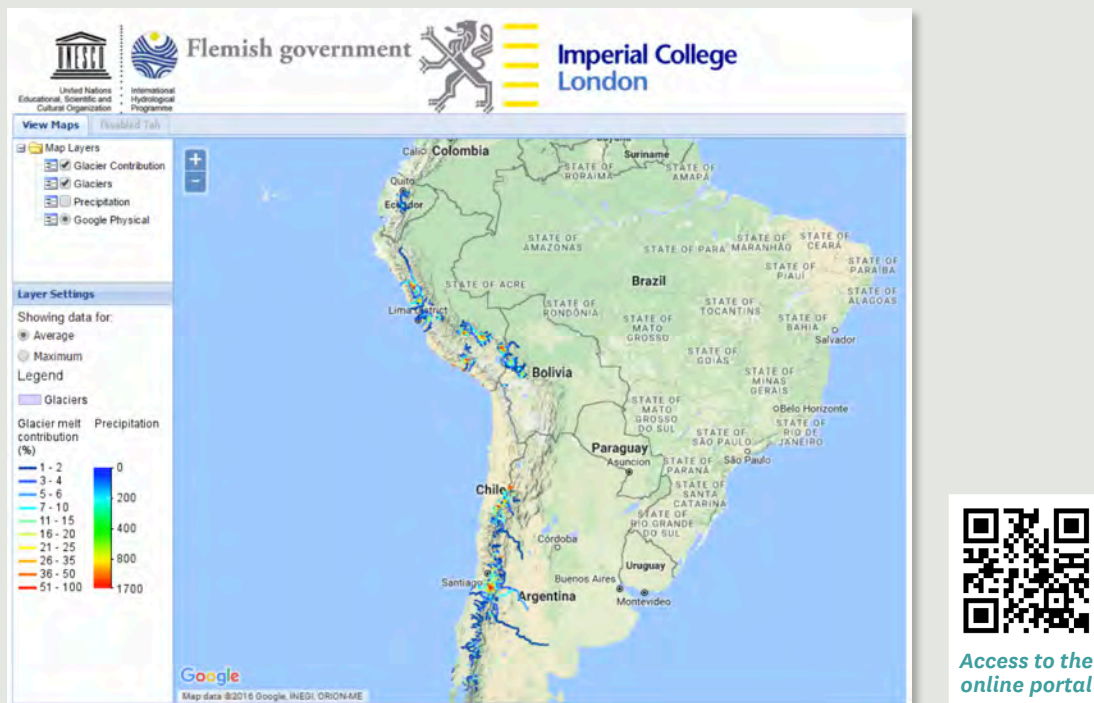 UNESCO
United Nations
Educational, Scientific and
Cultural Organization
International
Hydrological
Programme
Flemish government
Imperial College
London
View Maps
Disabled Tab
Map Layers
Glacier Contribution
Glaciers
Precipitation
Google Physical
Layer Settings
Showing data for:
Average
Maximum
Legend
Glaciers
Glacier melt
contribution
(%)
Precipitation
1 - 2
3 - 4
5 - 6
7 - 10
11 - 15
16 - 20
21 - 25
26 - 35
36 - 50
51 - 100
0
200
400
800
1700
+
−
Calio
Colombia
Suriname
STATE OF
RORAIMA
STATE OF
AMAPÁ
Quito
Ecuador
STATE OF
AMAZONAS
STATE OF PARÁ
STATE OF
MARANHÃO
STATE OF
CEARÁ
STATE OF
PIAUÍ
STATE OF
PARAÍBA
STATE OF
ALAGOAS
STATE OF ACRE
Brazil
STATE OF
RONDÔNIA
STATE OF
TOCANTINS
Lima District
STATE OF
MATO
GROSSO
STATE OF
BAHIA
Salvador
STATE OF
GOIÁS
Bolivia
STATE OF
MINAS
GERAIS
STATE OF
MATO
GROSSO
DO SUL
Belo Horizonte
STATE OF
SÃO PAULO
STATE OF
RIO DE
JANEIRO
Paraguay
Asuncion
STATE OF
PARANÁ
São Paulo
STATE OF
SANTA
CATARINA
Chile
STATE OF
RIO GRANDE
DO SUL
Córdoba
Uruguay
Santiago
Buenos Aires
Argentina
Montevideo
Google
Map data ©2016 Google, INEGI, ORION-ME
Access to the
online portal